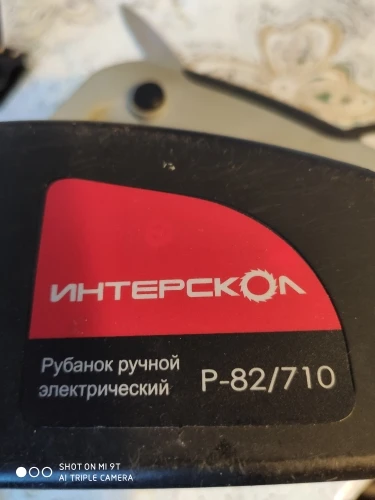 ИНТЕРСКОЛ
Рубанок ручной
электрический
Р-82/710
SHOT ON MI 9T
AI TRIPLE CAMERA